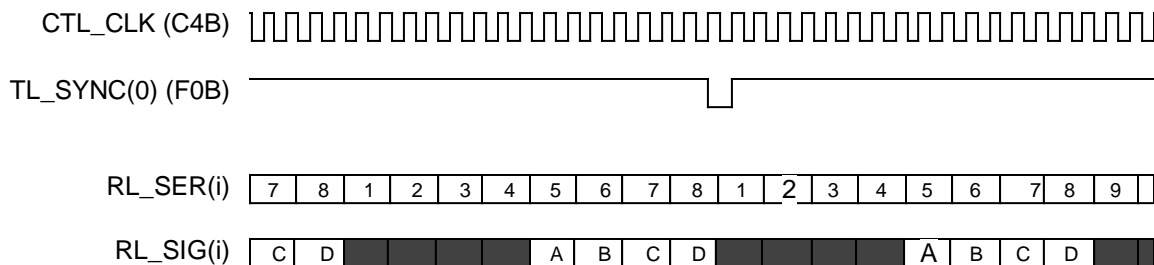 CTL_CLK (C4B)
TL_SYNC(0) (F0B)
RL_SER(i) 7 8 1 2 3 4 5 6 7 8 1 2 3 4 5 6 7 8 9
RL_SIG(i) C D A B C D A B C D